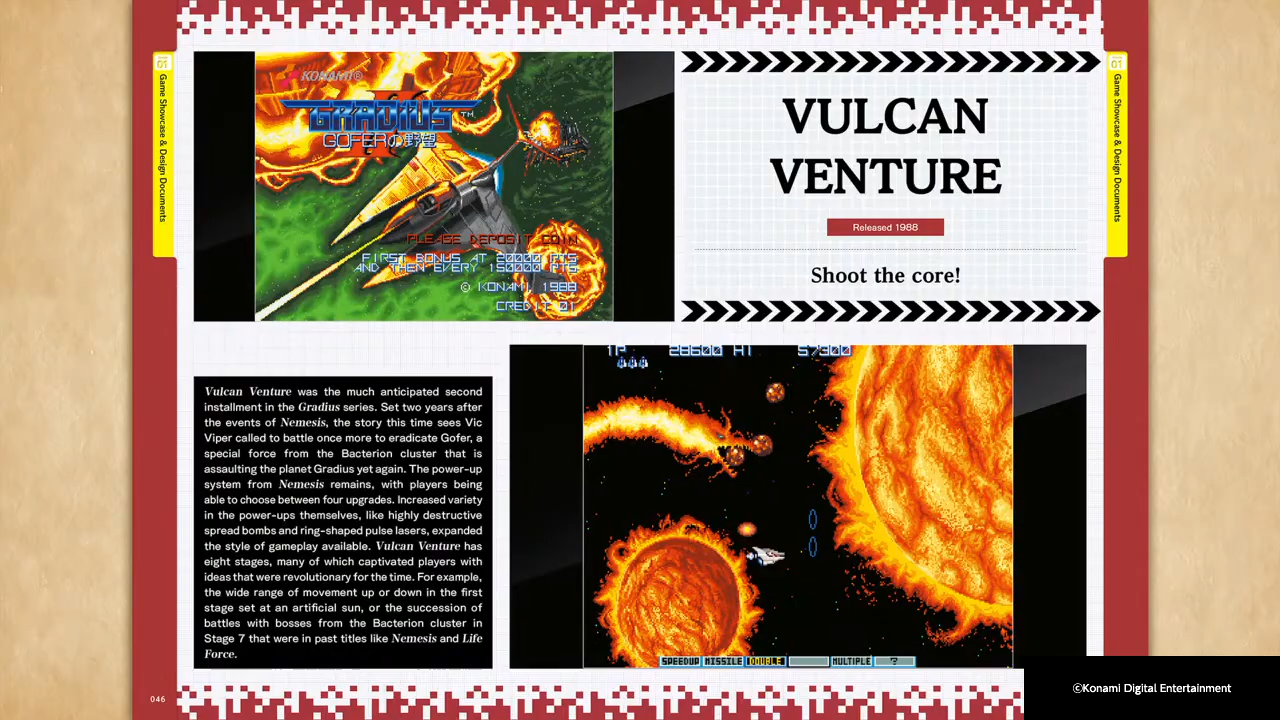 01
Game Showcase & Design Documents
KONAMI®
GRADIUS™
II
GOFERの野望
PLEASE DEPOSIT COIN
FIRST BONUS AT 20000 PTS
AND THEN EVERY 150000 PTS
© KONAMI 1988
CREDIT 01
VULCAN
VENTURE
Released 1988
Shoot the core!
01
Game Showcase & Design Documents
Vulcan Venture was the much anticipated second
installment in the Gradius series. Set two years after
the events of Nemesis, the story this time sees Vic
Viper called to battle once more to eradicate Gofer, a
special force from the Bacterion cluster that is
assaulting the planet Gradius yet again. The power-up
system from Nemesis remains, with players being
able to choose between four upgrades. Increased variety
in the power-ups themselves, like highly destructive
spread bombs and ring-shaped pulse lasers, expanded
the style of gameplay available. Vulcan Venture has
eight stages, many of which captivated players with
ideas that were revolutionary for the time. For example,
the wide range of movement up or down in the first
stage set at an artificial sun, or the succession of
battles with bosses from the Bacterion cluster in
Stage 7 that were in past titles like Nemesis and Life
Force.
1P 28600 HI 57300
SPEEDUP MISSILE DOUBLE MULTIPLE ?
046
©Konami Digital Entertainment